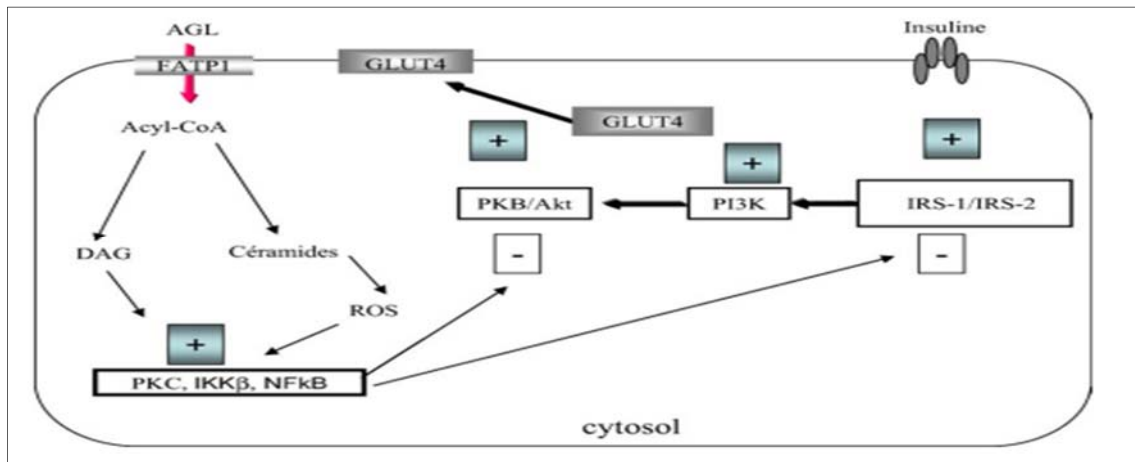 AGL
Insuline
FATP1
GLUT4
GLUT4
Acyl-CoA
+
+
+
PKB/Akt
PI3K
IRS-1/IRS-2
DAG
Céramides
-
-
ROS
+
PKC, IKKβ, NFkB
cytosol